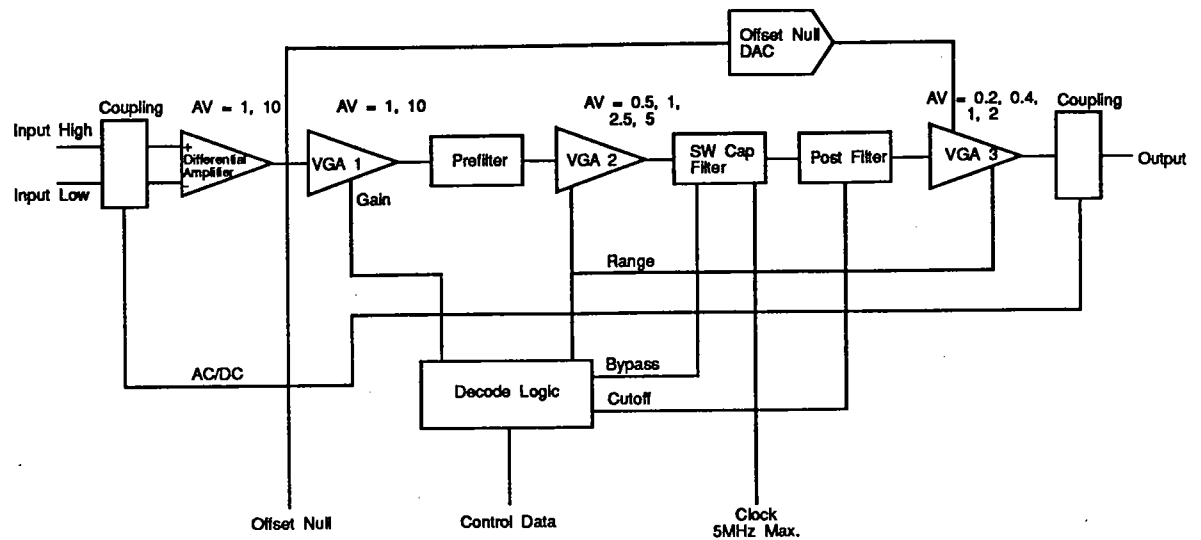 Offset Null
DAC
Coupling
AV = 1, 10
AV = 1, 10
AV = 0.5, 1,
2.5, 5
AV = 0.2, 0.4,
1, 2
Coupling
Input High
Input Low
+
Differential
Amplifier
-
VGA 1
Prefilter
VGA 2
SW Cap
Filter
Post Filter
VGA 3
Output
Gain
Range
AC/DC
Decode Logic
Bypass
Cutoff
Offset Null
Control Data
Clock
5MHz Max.